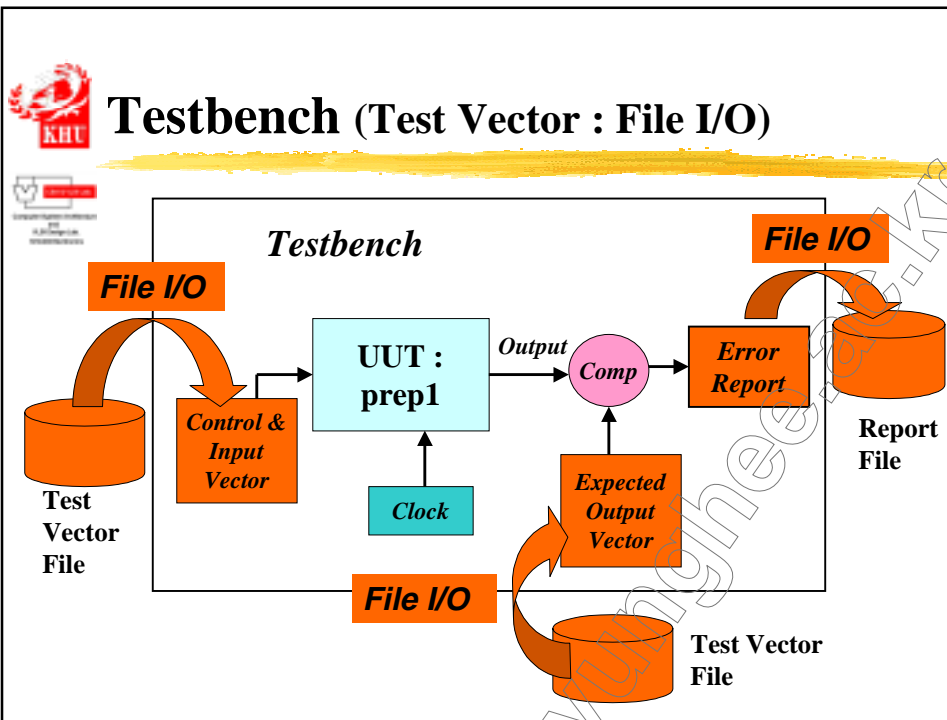 KHU
Testbench (Test Vector : File I/O)
Testbench
File I/O
File I/O
UUT :
prep1
Output
Comp
Error
Report
Control &
Input
Vector
Report
File
Test
Vector
File
Clock
Expected
Output
Vector
File I/O
Test Vector
File